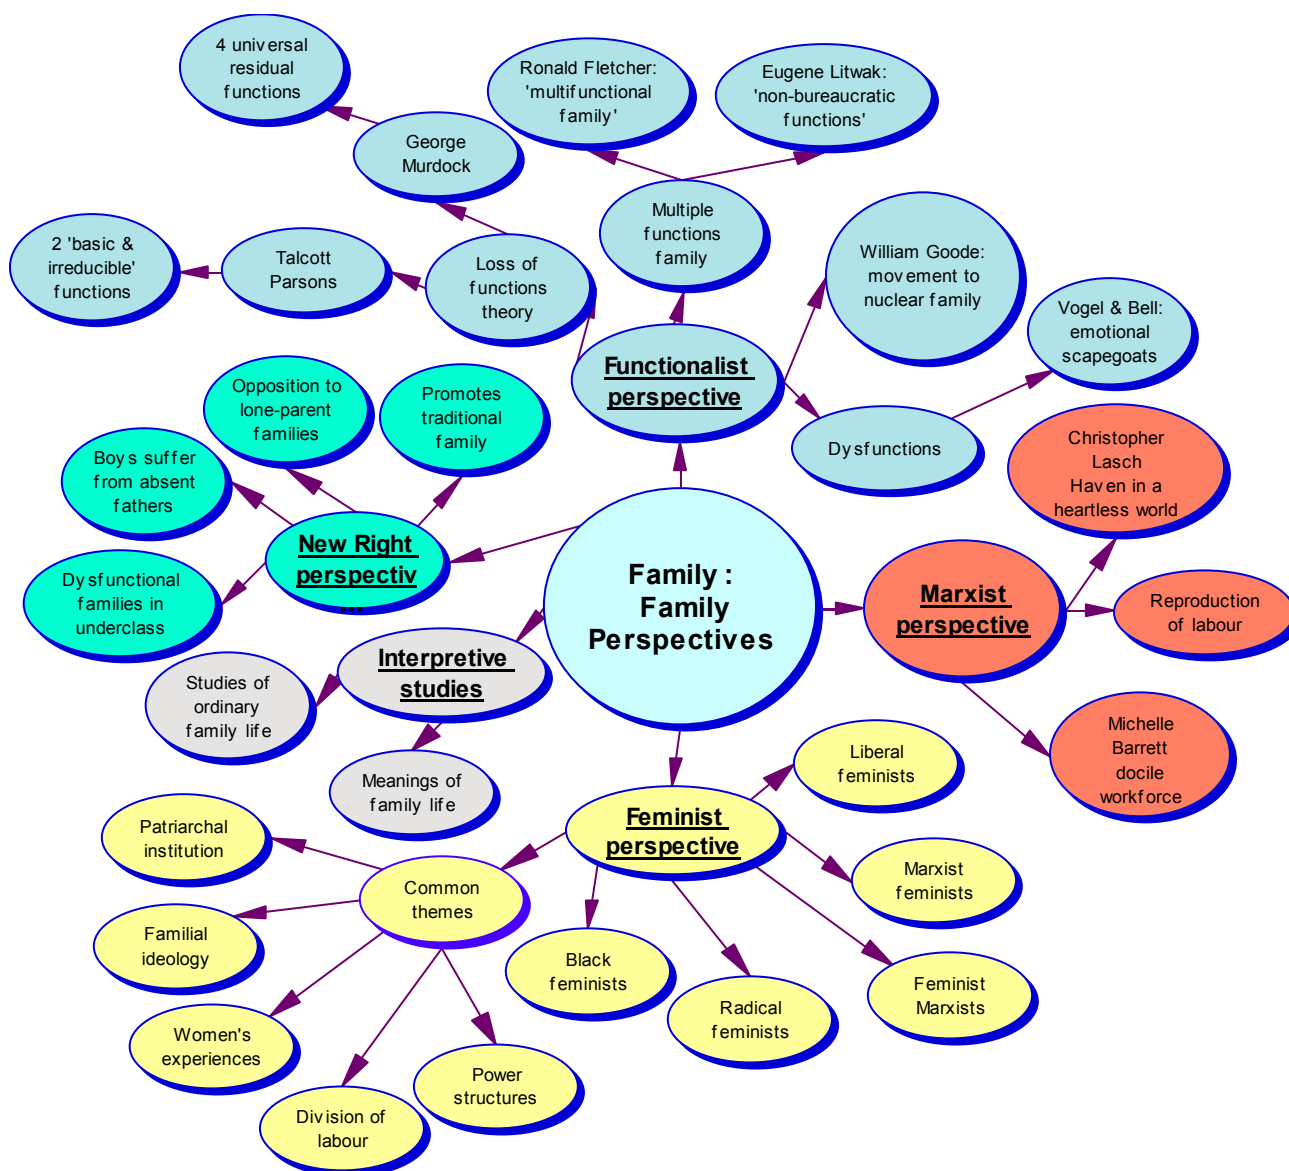 4 universal
residual
functions
Ronald Fletcher:
'multifunctional
family'
Eugene Litwak:
'non-bureaucratic
functions'
George
Murdock
Multiple
functions
family
William Goode:
movement to
nuclear family
2 'basic &
irreducible'
functions
Talcott
Parsons
Loss of
functions
theory
Vogel & Bell:
emotional
scapegoats
Functionalist
perspective
Dysfunctions
Opposition to
lone-parent
families
Promotes
traditional
family
Boys suffer
from absent
fathers
New Right
perspectiv
...
Dysfunctional
families in
underclass
Christopher
Lasch
Haven in a
heartless world
Family :
Family
Perspectives
Marxist
perspective
Reproduction
of labour
Michelle
Barrett
docile
workforce
Interpretive
studies
Studies of
ordinary
family life
Meanings of
family life
Liberal
feminists
Feminist
perspective
Marxist
feminists
Feminist
Marxists
Radical
feminists
Black
feminists
Common
themes
Patriarchal
institution
Familial
ideology
Women's
experiences
Division of
labour
Power
structures